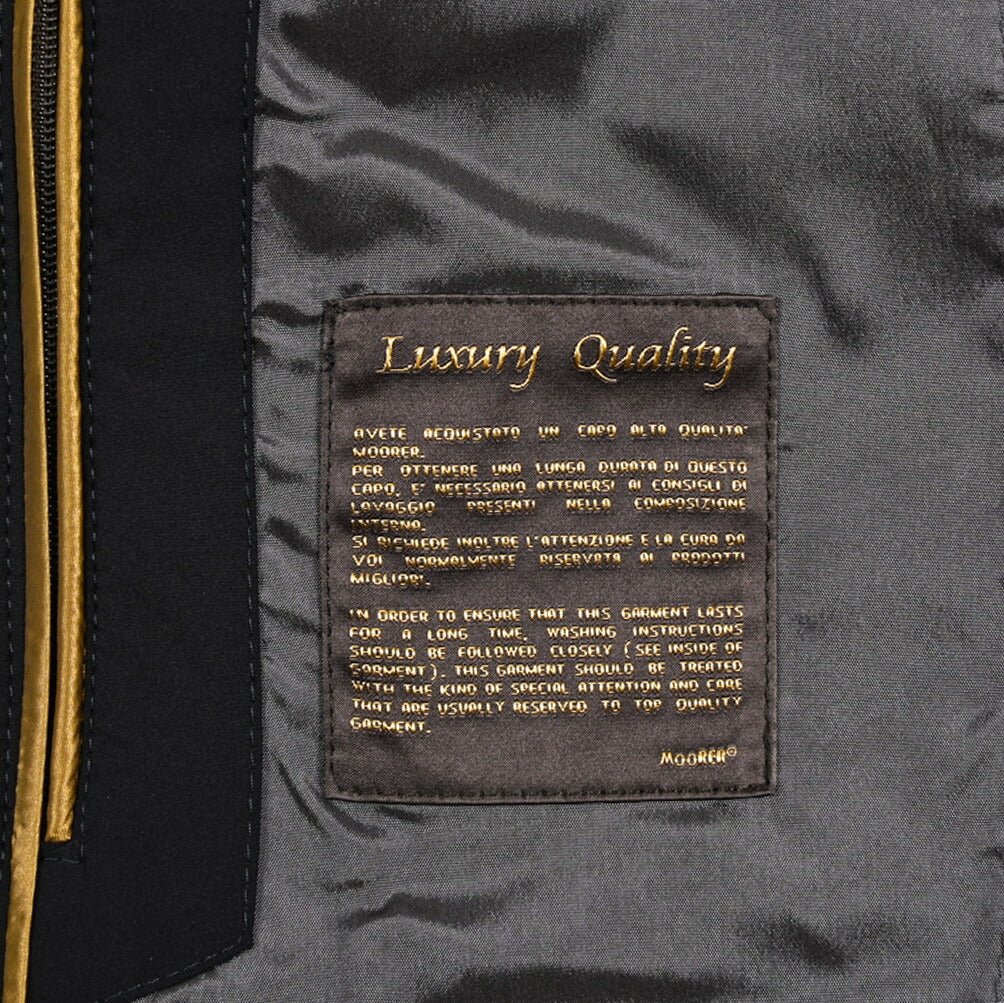 Luxury Quality
AVETE ACQUISTATO UN CAPO ALTA QUALITA'
MOORER.
PER OTTENERE UNA LUNGA DURATA DI QUESTO
CAPO, E' NECESSARIO ATTENERSI AI CONSIGLI DI
LAVAGGIO PRESENTI NELLA COMPOSIZIONE
INTERNA.
SI RICHIEDE INOLTRE L'ATTENZIONE E LA CURA DA
VOI NORMALMENTE RISERVATA AI PRODOTTI
MIGLIORI.
IN ORDER TO ENSURE THAT THIS GARMENT LASTS
FOR A LONG TIME, WASHING INSTRUCTIONS
SHOULD BE FOLLOWED CLOSELY (SEE INSIDE OF
GARMENT). THIS GARMENT SHOULD BE TREATED
WITH THE KIND OF SPECIAL ATTENTION AND CARE
THAT ARE USUALLY RESERVED TO TOP QUALITY
GARMENT.
MOORER©